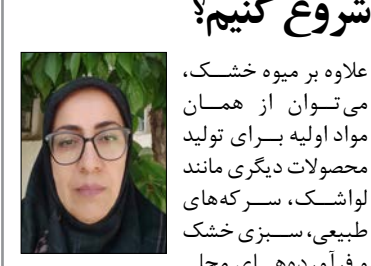 شروع کنیم؟
علاوه بر میوه خشک،
می‌توان از همان
مواد اولیه برای تولید
محصولات دیگری مانند
لواشک، سرکه‌های
طبیعی، سبزی خشک